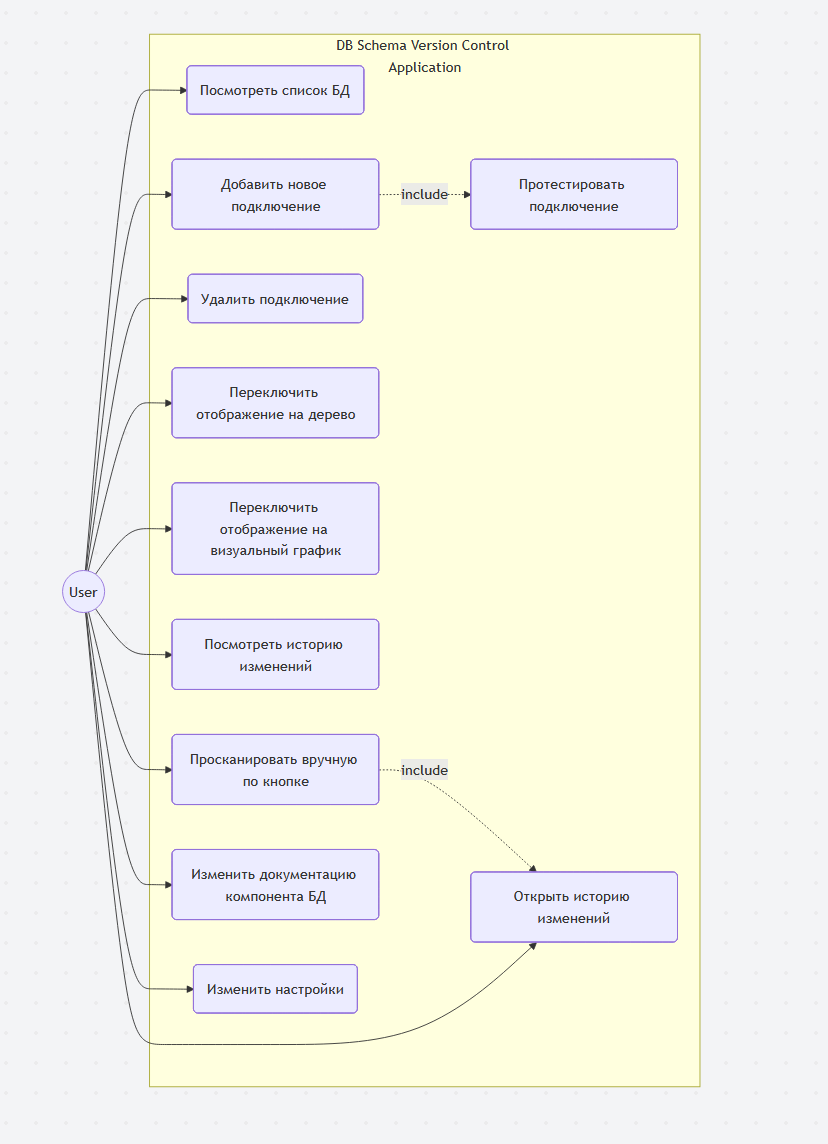 DB Schema Version Control
Application
Посмотреть список БД
Добавить новое
подключение
include
Протестировать
подключение
Удалить подключение
Переключить
отображение на дерево
Переключить
отображение на
визуальный график
User
Посмотреть историю
изменений
Просканировать вручную
по кнопке
include
Изменить документацию
компонента БД
Открыть историю
изменений
Изменить настройки